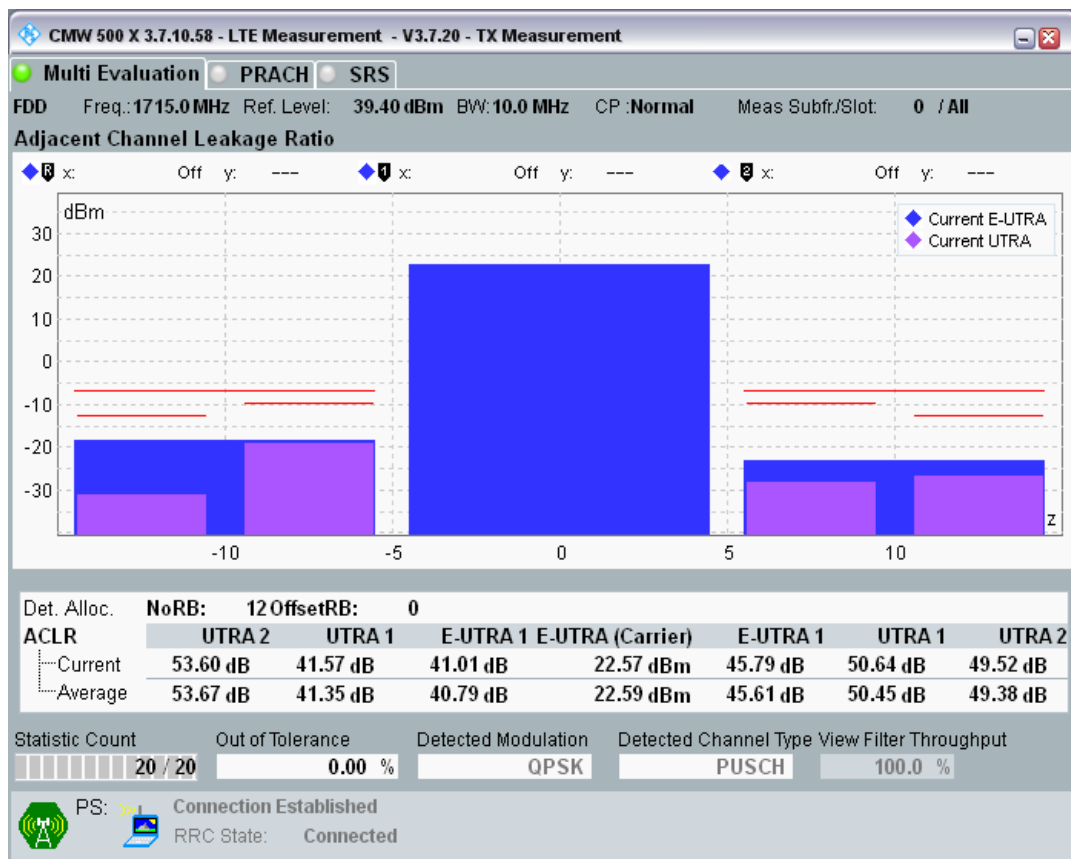 CMW 500 X 3.7.10.58 - LTE Measurement - V3.7.20 - TX Measurement
Multi Evaluation PRACH SRS
FDD Freq.:1715.0 MHz Ref. Level: 39.40 dBm BW:10.0 MHz CP :Normal Meas Subfr./Slot: 0 / All
Adjacent Channel Leakage Ratio
R x: Off y: --- 1 x: Off y: --- 2 x: Off y: ---
dBm
Current E-UTRA
Current UTRA
30
20
10
0
-10
-20
-30
z
-10 -5 0 5 10
Det. Alloc. NoRB: 12 OffsetRB: 0
ACLR UTRA 2 UTRA 1 E-UTRA 1 E-UTRA (Carrier) E-UTRA 1 UTRA 1 UTRA 2
Current 53.60 dB 41.57 dB 41.01 dB 22.57 dBm 45.79 dB 50.64 dB 49.52 dB
Average 53.67 dB 41.35 dB 40.79 dB 22.59 dBm 45.61 dB 50.45 dB 49.38 dB
Statistic Count Out of Tolerance Detected Modulation Detected Channel Type View Filter Throughput
20 / 20 0.00 % QPSK PUSCH 100.0 %
PS: Connection Established
RRC State: Connected